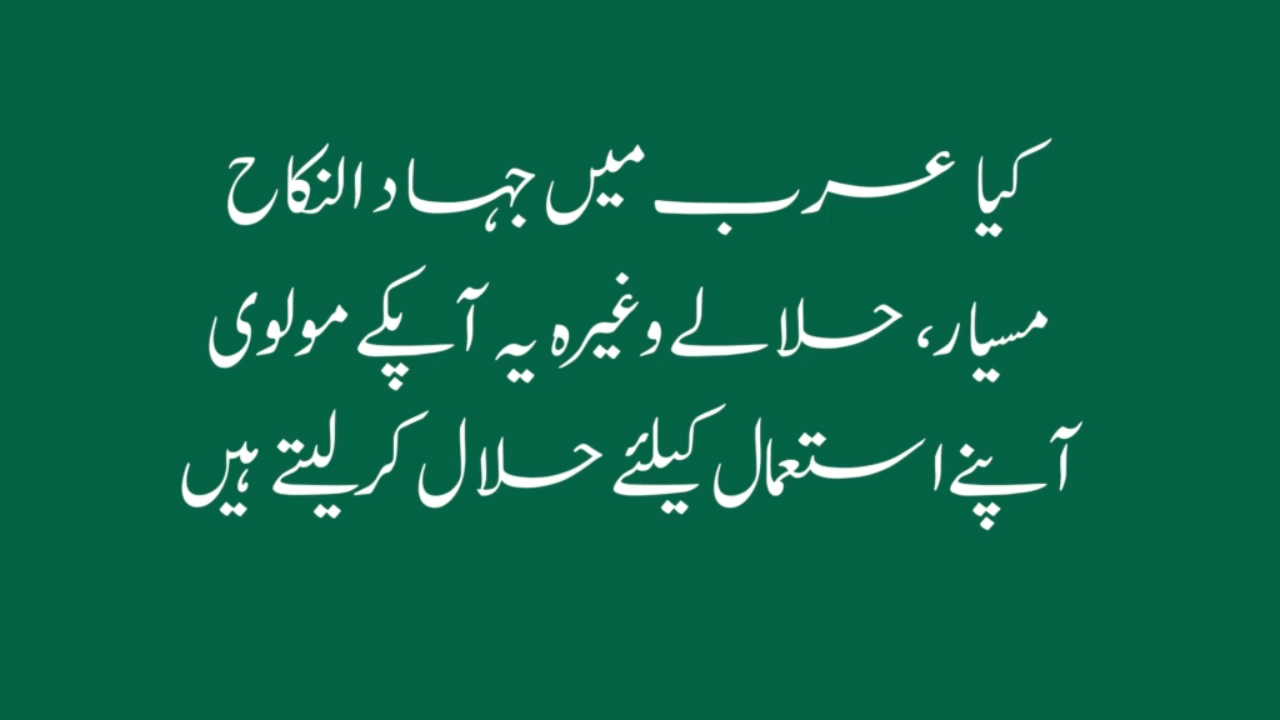 کیا عرب میں جہاد النکاح
مسیار، حلالے وغیرہ یہ آپکے مولوی
آپنے استعمال کیلئے حلال کرلیتے ہیں